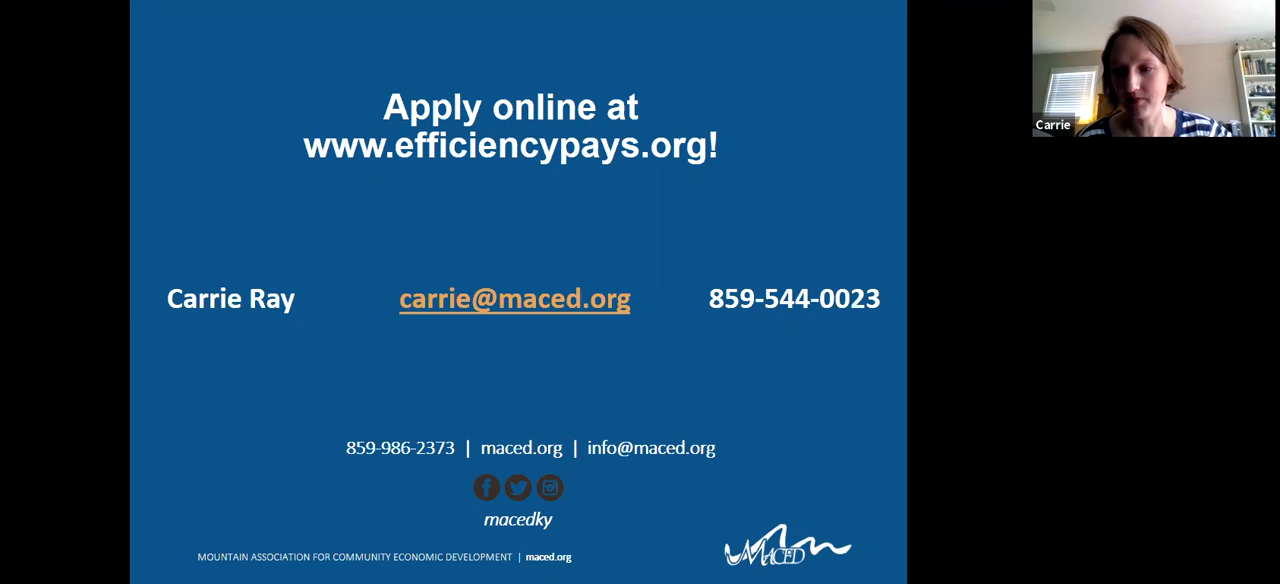 Apply online at
www.efficiencypays.org!
Carrie
Carrie Ray carrie@maced.org 859-544-0023
859-986-2373 | maced.org | info@maced.org
macedky
MOUNTAIN ASSOCIATION FOR COMMUNITY ECONOMIC DEVELOPMENT | maced.org
MACED